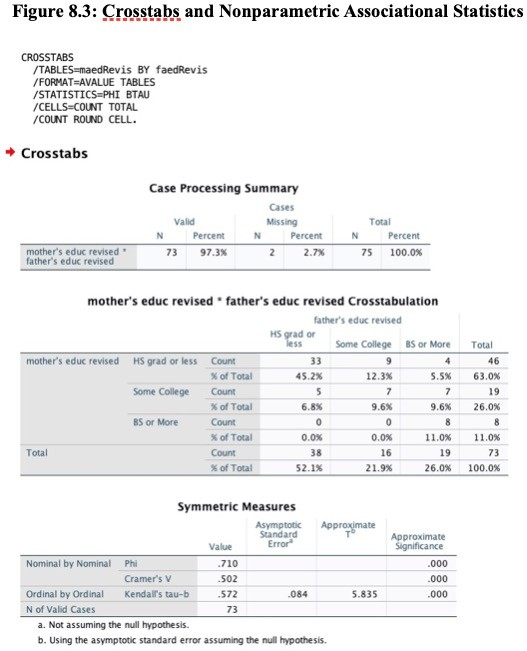 Figure 8.3: Crosstabs and Nonparametric Associational Statistics
CROSSTABS
/TABLES=maedRevis BY faedRevis
/FORMAT=AVALUE TABLES
/STATISTICS=PHI BTAU
/CELLS=COUNT TOTAL
/COUNT ROUND CELL.
Crosstabs
Case Processing Summary
Cases
Valid Missing Total
N Percent N Percent N Percent
mother's educ revised * father's educ revised 73 97.3% 2 2.7% 75 100.0%
mother's educ revised * father's educ revised Crosstabulation
father's educ revised
HS grad or less Some College BS or More Total
mother's educ revised HS grad or less Count 33 9 4 46
% of Total 45.2% 12.3% 5.5% 63.0%
Some College Count 5 7 7 19
% of Total 6.8% 9.6% 9.6% 26.0%
BS or More Count 0 0 8 8
% of Total 0.0% 0.0% 11.0% 11.0%
Total Count 38 16 19 73
% of Total 52.1% 21.9% 26.0% 100.0%
Symmetric Measures
Value Asymptotic Standard Error^a Approximate T^b Approximate Significance
Nominal by Nominal Phi .710 .000
Cramer's V .502 .000
Ordinal by Ordinal Kendall's tau-b .572 .084 5.835 .000
N of Valid Cases 73
a. Not assuming the null hypothesis.
b. Using the asymptotic standard error assuming the null hypothesis.